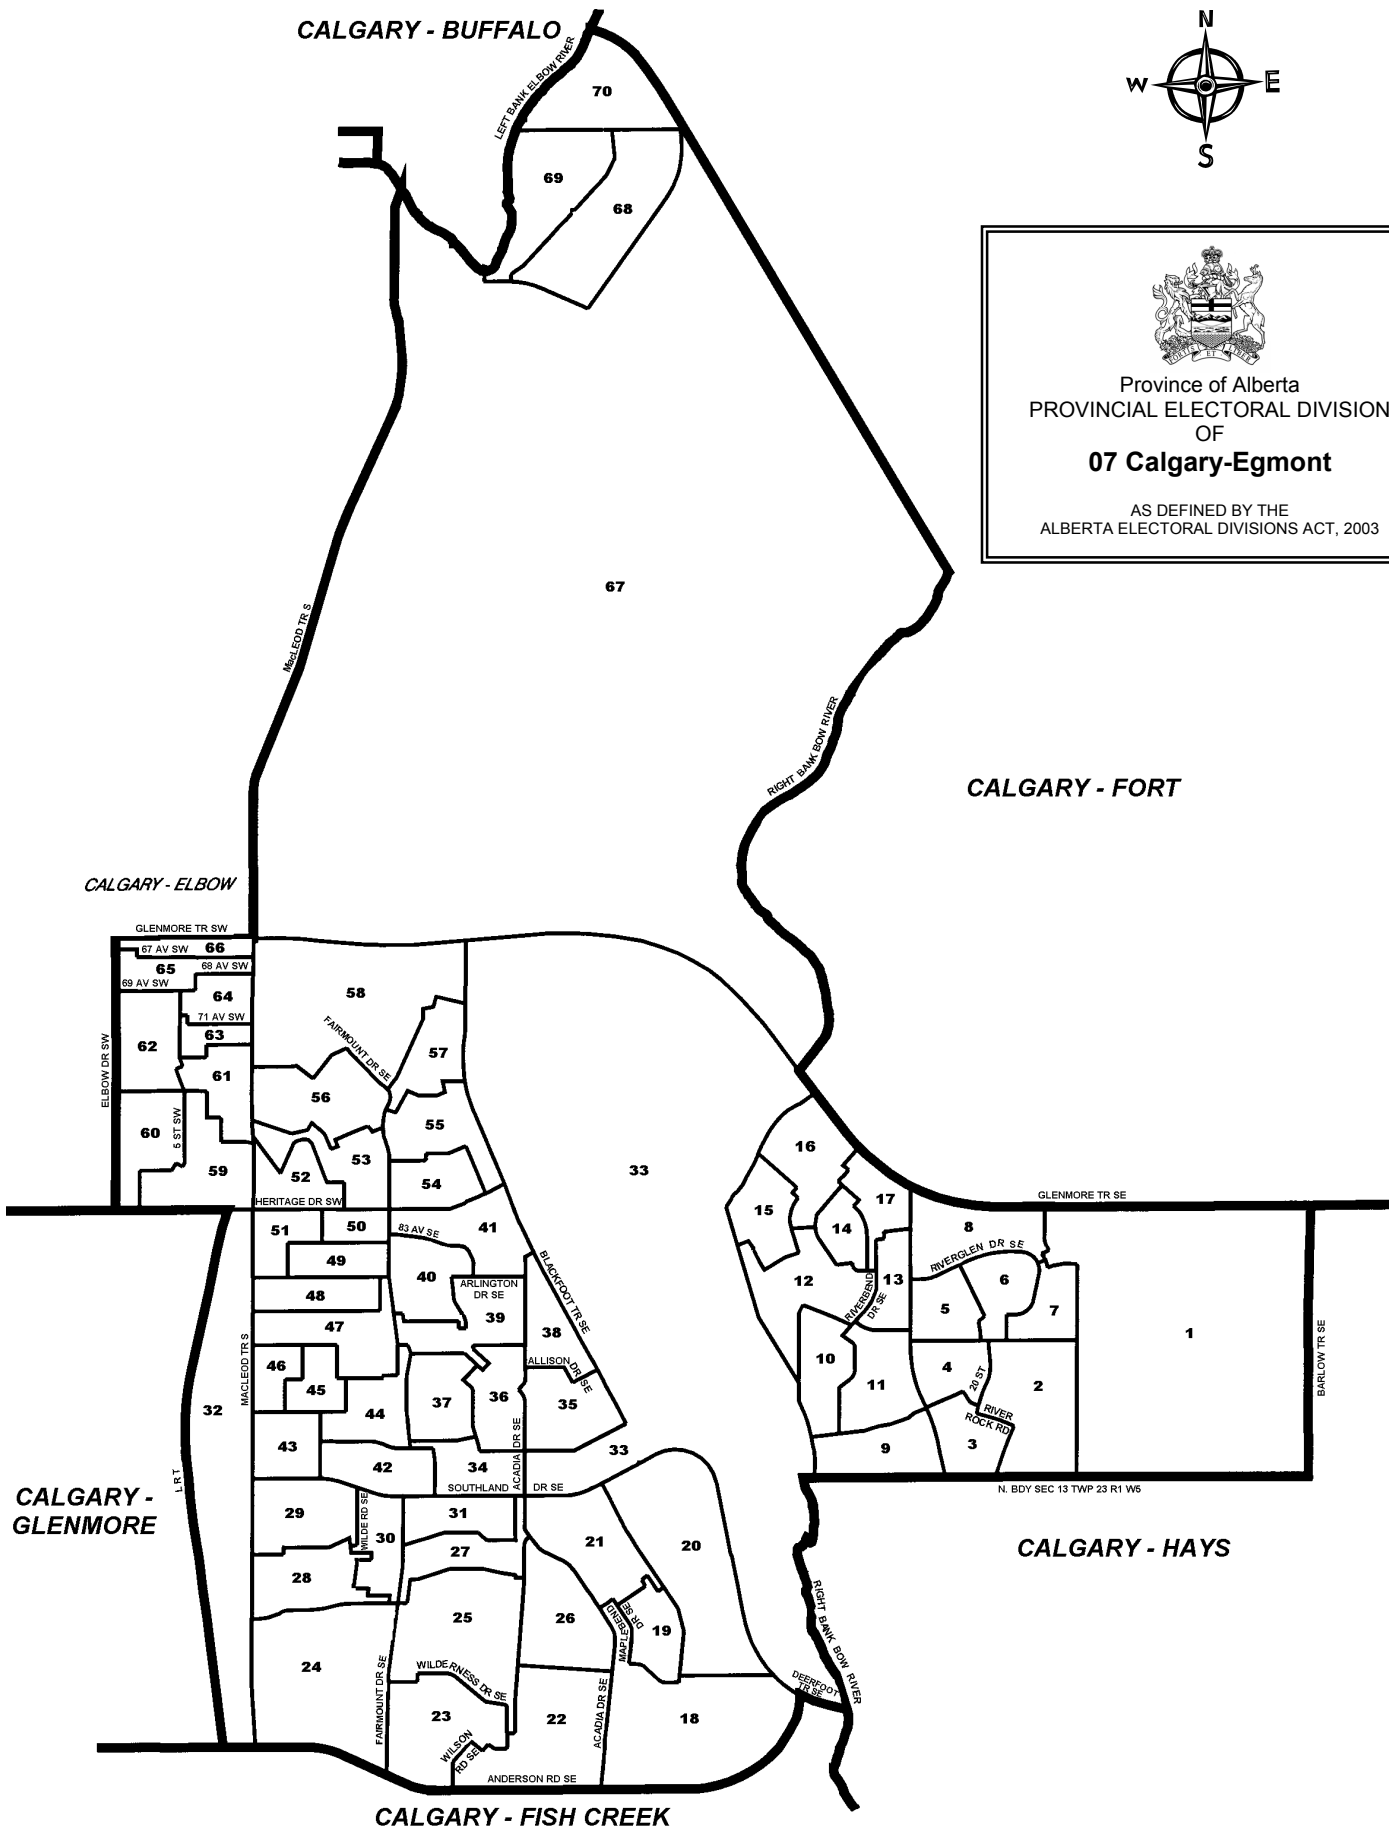 CALGARY - BUFFALO
N
W
E
S
LEFT BANK ELBOW RIVER
70
69
68
FORTIS ET LIBER
Province of Alberta
PROVINCIAL ELECTORAL DIVISION
OF
07 Calgary-Egmont
AS DEFINED BY THE
ALBERTA ELECTORAL DIVISIONS ACT, 2003
67
MacLEOD TR S
RIGHT BANK BOW RIVER
CALGARY - FORT
CALGARY - ELBOW
GLENMORE TR SW
67 AV SW
66
65
68 AV SW
69 AV SW
64
71 AV SW
63
62
61
ELBOW DR SW
60
5 ST SW
59
58
FAIRMOUNT DR SE
57
56
55
53
54
52
HERITAGE DR SW
33
16
15
14
17
GLENMORE TR SE
8
RIVERGLEN DR SE
51
50
83 AV SE
41
49
40
ARLINGTON
DR SE
39
BLACKFOOT TR SE
48
47
38
12
RIVERBEND
DR SE
13
5
6
7
1
BARLOW TR SE
46
45
MACLEOD TR S
32
L R T
44
37
36
ALLISON DR SE
35
10
11
4
20 ST
2
RIVER
ROCK RD
3
9
43
42
34
ACADIA DR SE
33
SOUTHLAND DR SE
N. BDY SEC 13 TWP 23 R1 W5
CALGARY -
GLENMORE
29
WILDE RD SE
30
31
27
28
21
20
CALGARY - HAYS
25
26
MAPLEBEND
DR SE
19
RIGHT BANK BOW RIVER
24
FAIRMOUNT DR SE
WILDERNESS DR SE
23
WILSON
RD SE
22
ACADIA DR SE
18
DEERFOOT
TR SE
ANDERSON RD SE
CALGARY - FISH CREEK